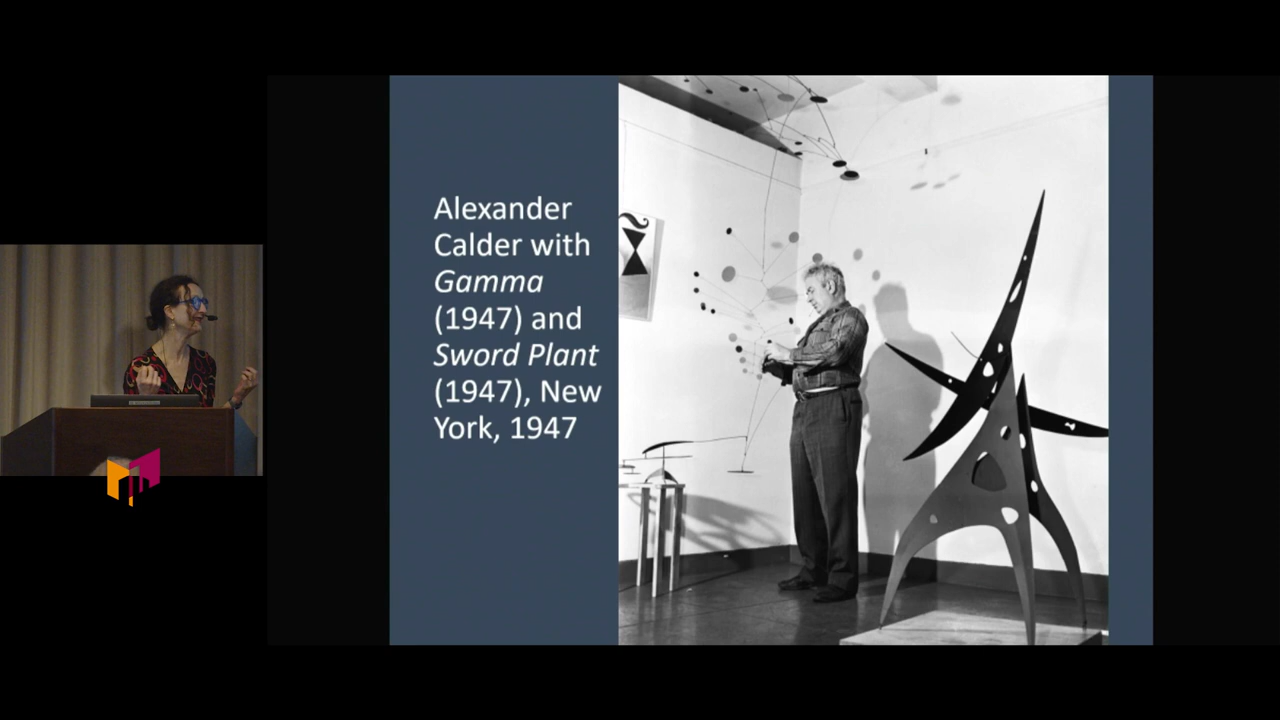 Alexander
Calder with
Gamma
(1947) and
Sword Plant
(1947), New
York, 1947